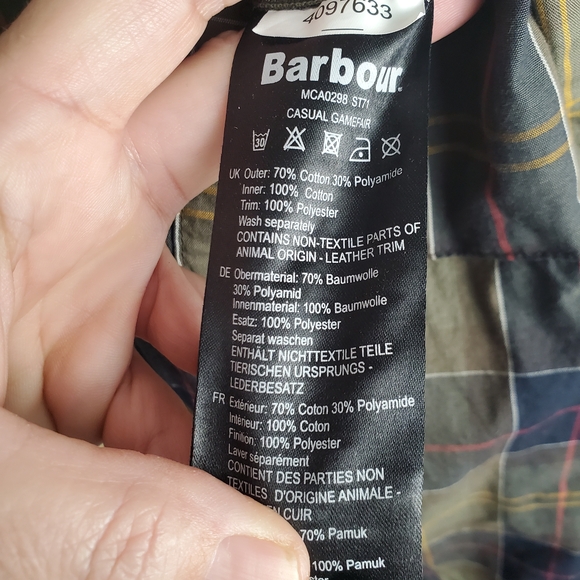 4097633
Barbour
MCA0298 ST71
CASUAL GAMEFAIR
30
UK Outer: 70% Cotton 30% Polyamide
Inner: 100% Cotton
Trim: 100% Polyester
Wash separately
CONTAINS NON-TEXTILE PARTS OF
ANIMAL ORIGIN - LEATHER TRIM
DE Obermaterial: 70% Baumwolle
30% Polyamid
Innenmaterial: 100% Baumwolle
Esatz: 100% Polyester
Separat waschen
ENTHÄLT NICHTTEXTILE TEILE
TIERISCHEN URSPRUNGS -
LEDERBESATZ
FR Extérieur: 70% Coton 30% Polyamide
Intérieur: 100% Coton
Finition: 100% Polyester
Laver séparément
CONTIENT DES PARTIES NON
TEXTILES D'ORIGINE ANIMALE -
EN CUIR
70% Pamuk
100% Pamuk